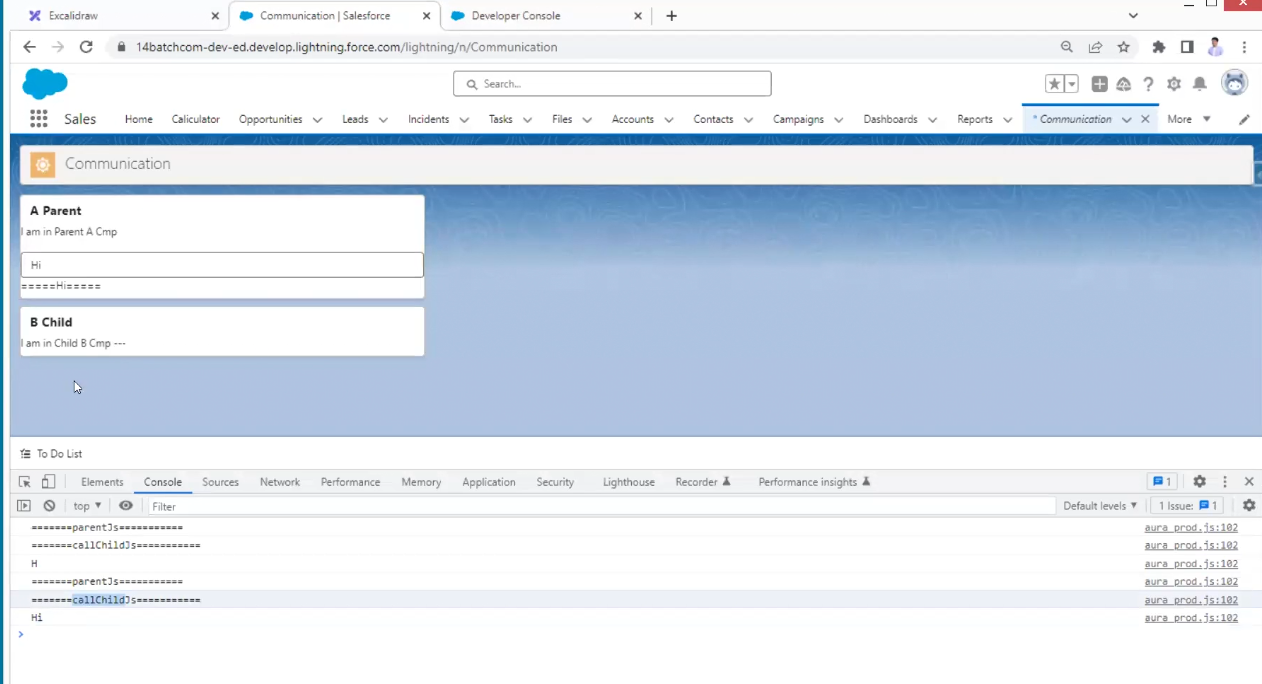 Excalidraw
Communication | Salesforce
Developer Console
14batchcom-dev-ed.develop.lightning.force.com/lightning/n/Communication
Search...
Sales Home Calculator Opportunities Leads Incidents Tasks Files Accounts Contacts Campaigns Dashboards Reports * Communication More
Communication
A Parent
I am in Parent A Cmp
Hi
=====Hi=====
B Child
I am in Child B Cmp ---
To Do List
Elements Console Sources Network Performance Memory Application Security Lighthouse Recorder Performance insights 1
top Filter Default levels 1 Issue: 1
=======parentJs=========== aura_prod.js:102
=======callChildJs=========== aura_prod.js:102
H aura_prod.js:102
=======parentJs=========== aura_prod.js:102
=======callChildJs=========== aura_prod.js:102
Hi aura_prod.js:102